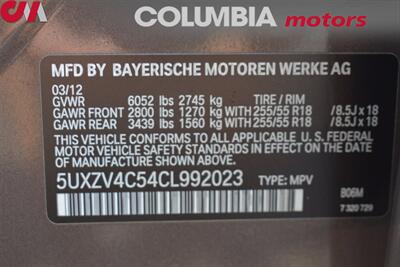 CM
COLUMBIA motors
MFD BY BAYERISCHE MOTOREN WERKE AG
03/12
GVWR 6052 lbs 2745 kg TIRE / RIM
GAWR FRONT 2800 lbs 1270 kg WITH 255/55 R18 / 8.5J x 18
GAWR REAR 3439 lbs 1560 kg WITH 255/55 R18 / 8.5J x 18
THIS VEHICLE CONFORMS TO ALL APPLICABLE U. S. FEDERAL
MOTOR VEHICLE SAFETY STANDARDS IN EFFECT ON THE
DATE OF MANUFACTURE SHOWN ABOVE.
5UXZV4C54CL992023 TYPE: MPV
B06M
7 320 729